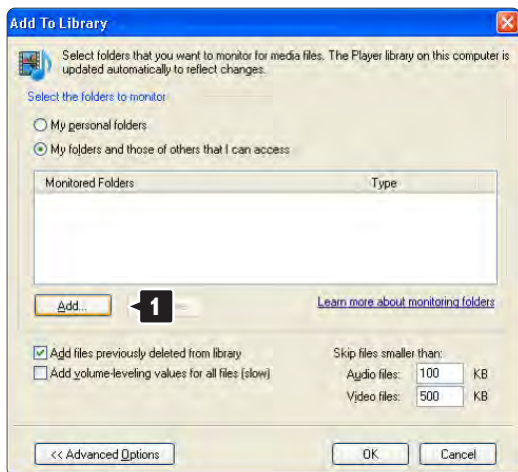 Add To Library
Select folders that you want to monitor for media files. The Player library on this computer is
updated automatically to reflect changes.
Select the folders to monitor
My personal folders
My folders and those of others that I can access
Monitored Folders Type
Add... 1
Learn more about monitoring folders
Add files previously deleted from library
Skip files smaller than:
Add volume-leveling values for all files (slow)
Audio files: 100 KB
Video files: 500 KB
<< Advanced Options OK Cancel